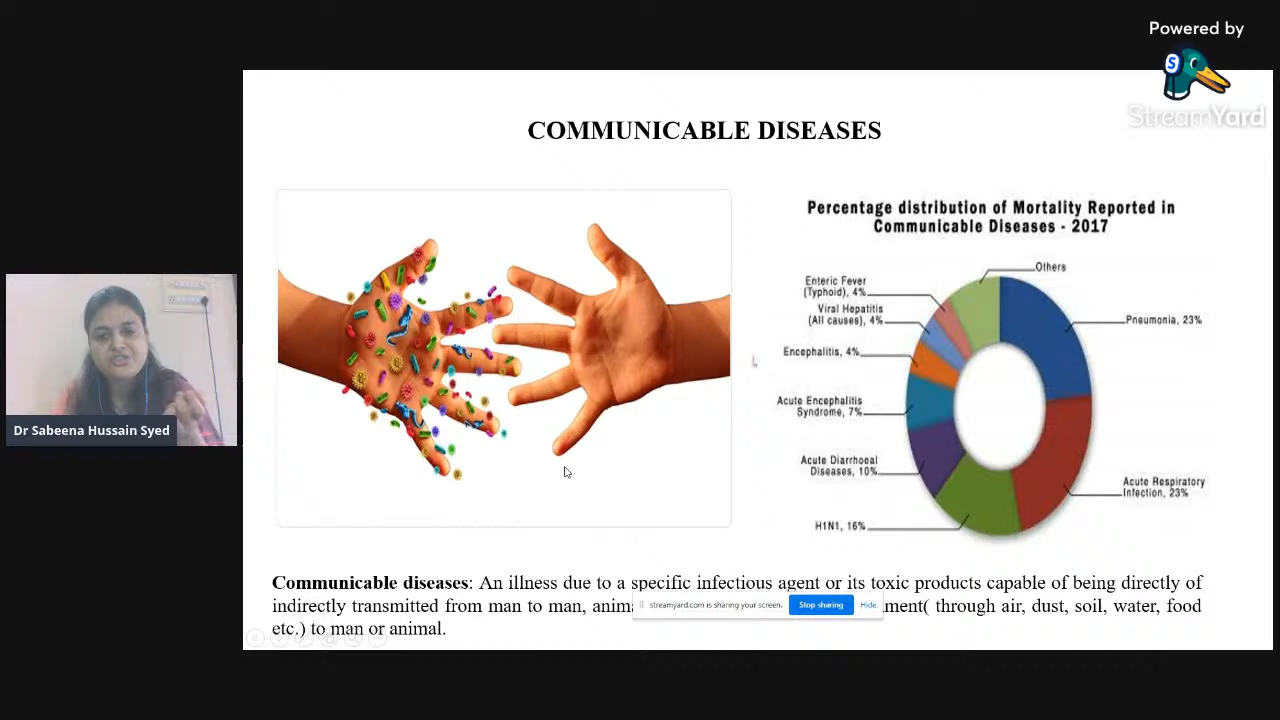 Powered by
StreamYard
COMMUNICABLE DISEASES
Percentage distribution of Mortality Reported in
Communicable Diseases - 2017
Others
Enteric Fever
(Typhoid), 4%
Viral Hepatitis
(All causes), 4%
Pneumonia, 23%
Encephalitis, 4%
Acute Encephalitis
Syndrome, 7%
Dr Sabeena Hussain Syed
Acute Diarrhoeal
Diseases, 10%
Acute Respiratory
Infection, 23%
H1N1, 16%
Communicable diseases: An illness due to a specific infectious agent or its toxic products capable of being directly of
indirectly transmitted from man to man, through air, dust, soil, water, food
streamyard.com is sharing your screen. Stop sharing Hide
etc.) to man or animal.